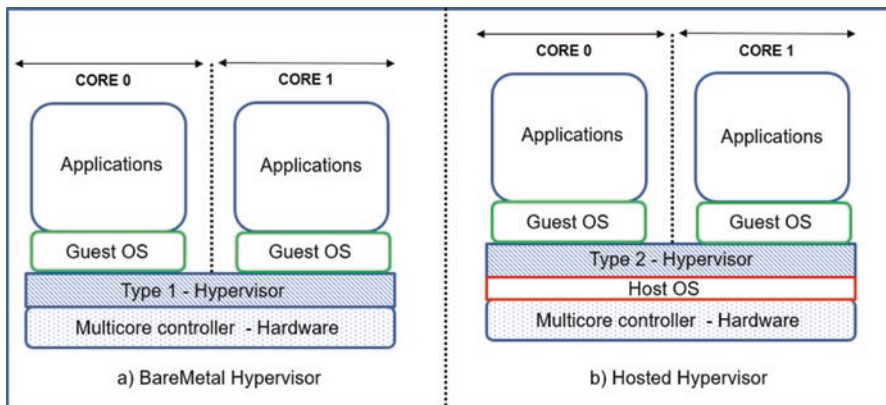 CORE 0
CORE 1
Applications
Applications
Guest OS
Guest OS
Type 1 - Hypervisor
Multicore controller - Hardware
a) BareMetal Hypervisor
CORE 0
CORE 1
Applications
Applications
Guest OS
Guest OS
Type 2 - Hypervisor
Host OS
Multicore controller - Hardware
b) Hosted Hypervisor